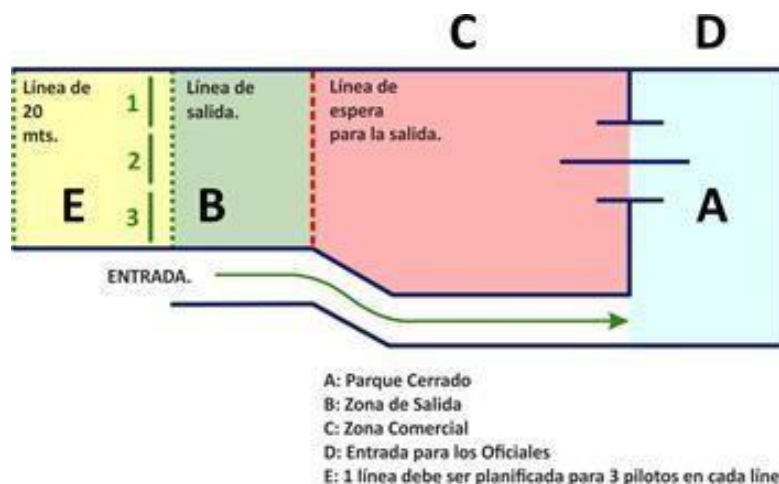 C
D
Línea de
20
mts.
1
2
3
E
Línea de
salida.
B
Línea de
espera
para la salida.
A
ENTRADA.
A: Parque Cerrado
B: Zona de Salida
C: Zona Comercial
D: Entrada para los Oficiales
E: 1 línea debe ser planificada para 3 pilotos en cada líne